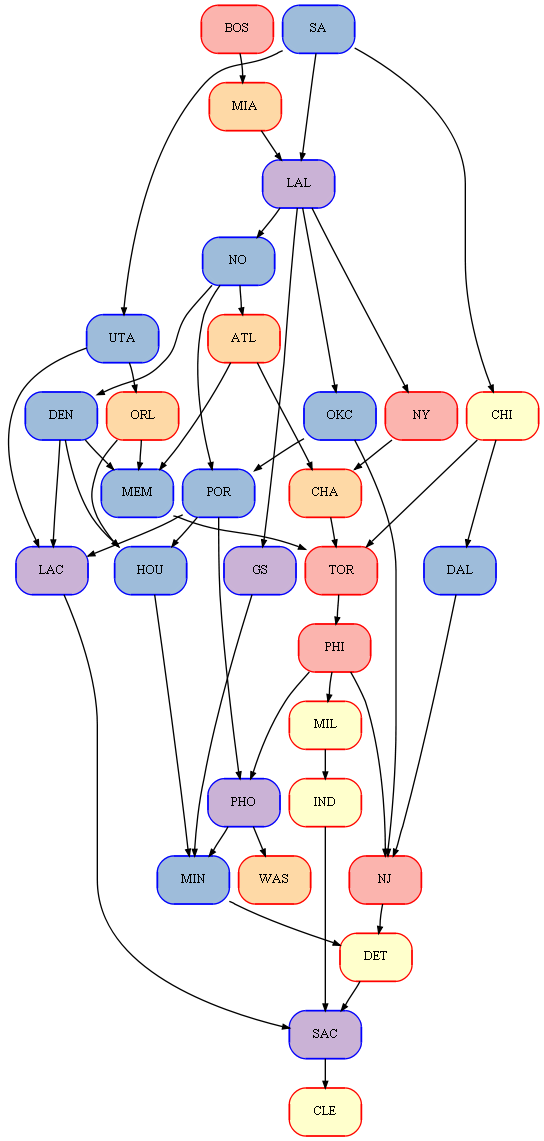 BOS
SA
MIA
LAL
NO
UTA
ATL
DEN
ORL
OKC
NY
CHI
MEM
POR
CHA
LAC
HOU
GS
TOR
DAL
PHI
MIL
PHO
IND
MIN
WAS
NJ
DET
SAC
CLE